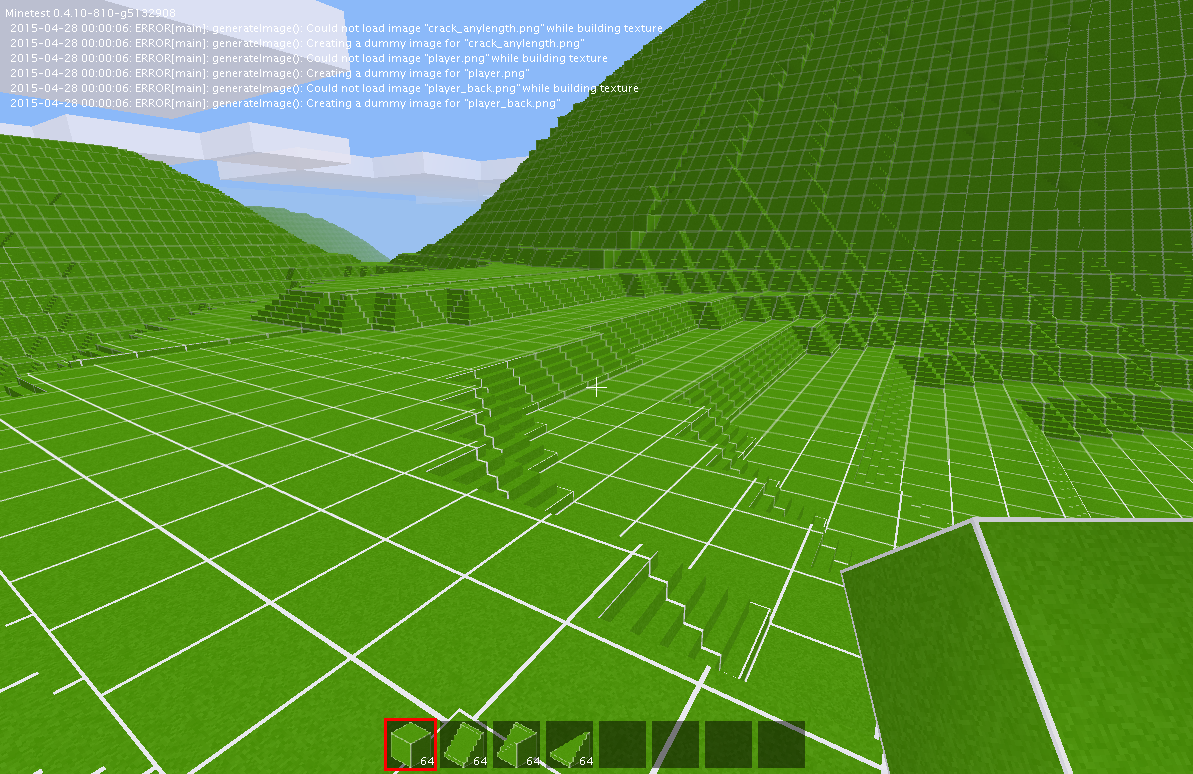 Minetest 0.4.10-810-g5132908
2015-04-28 00:00:06: ERROR[main]: generateImage(): Could not load image "crack_anylength.png" while building texture
2015-04-28 00:00:06: ERROR[main]: generateImage(): Creating a dummy image for "crack_anylength.png"
2015-04-28 00:00:06: ERROR[main]: generateImage(): Could not load image "player.png" while building texture
2015-04-28 00:00:06: ERROR[main]: generateImage(): Creating a dummy image for "player.png"
2015-04-28 00:00:06: ERROR[main]: generateImage(): Could not load image "player_back.png" while building texture
2015-04-28 00:00:06: ERROR[main]: generateImage(): Creating a dummy image for "player_back.png"
64 64 64 64